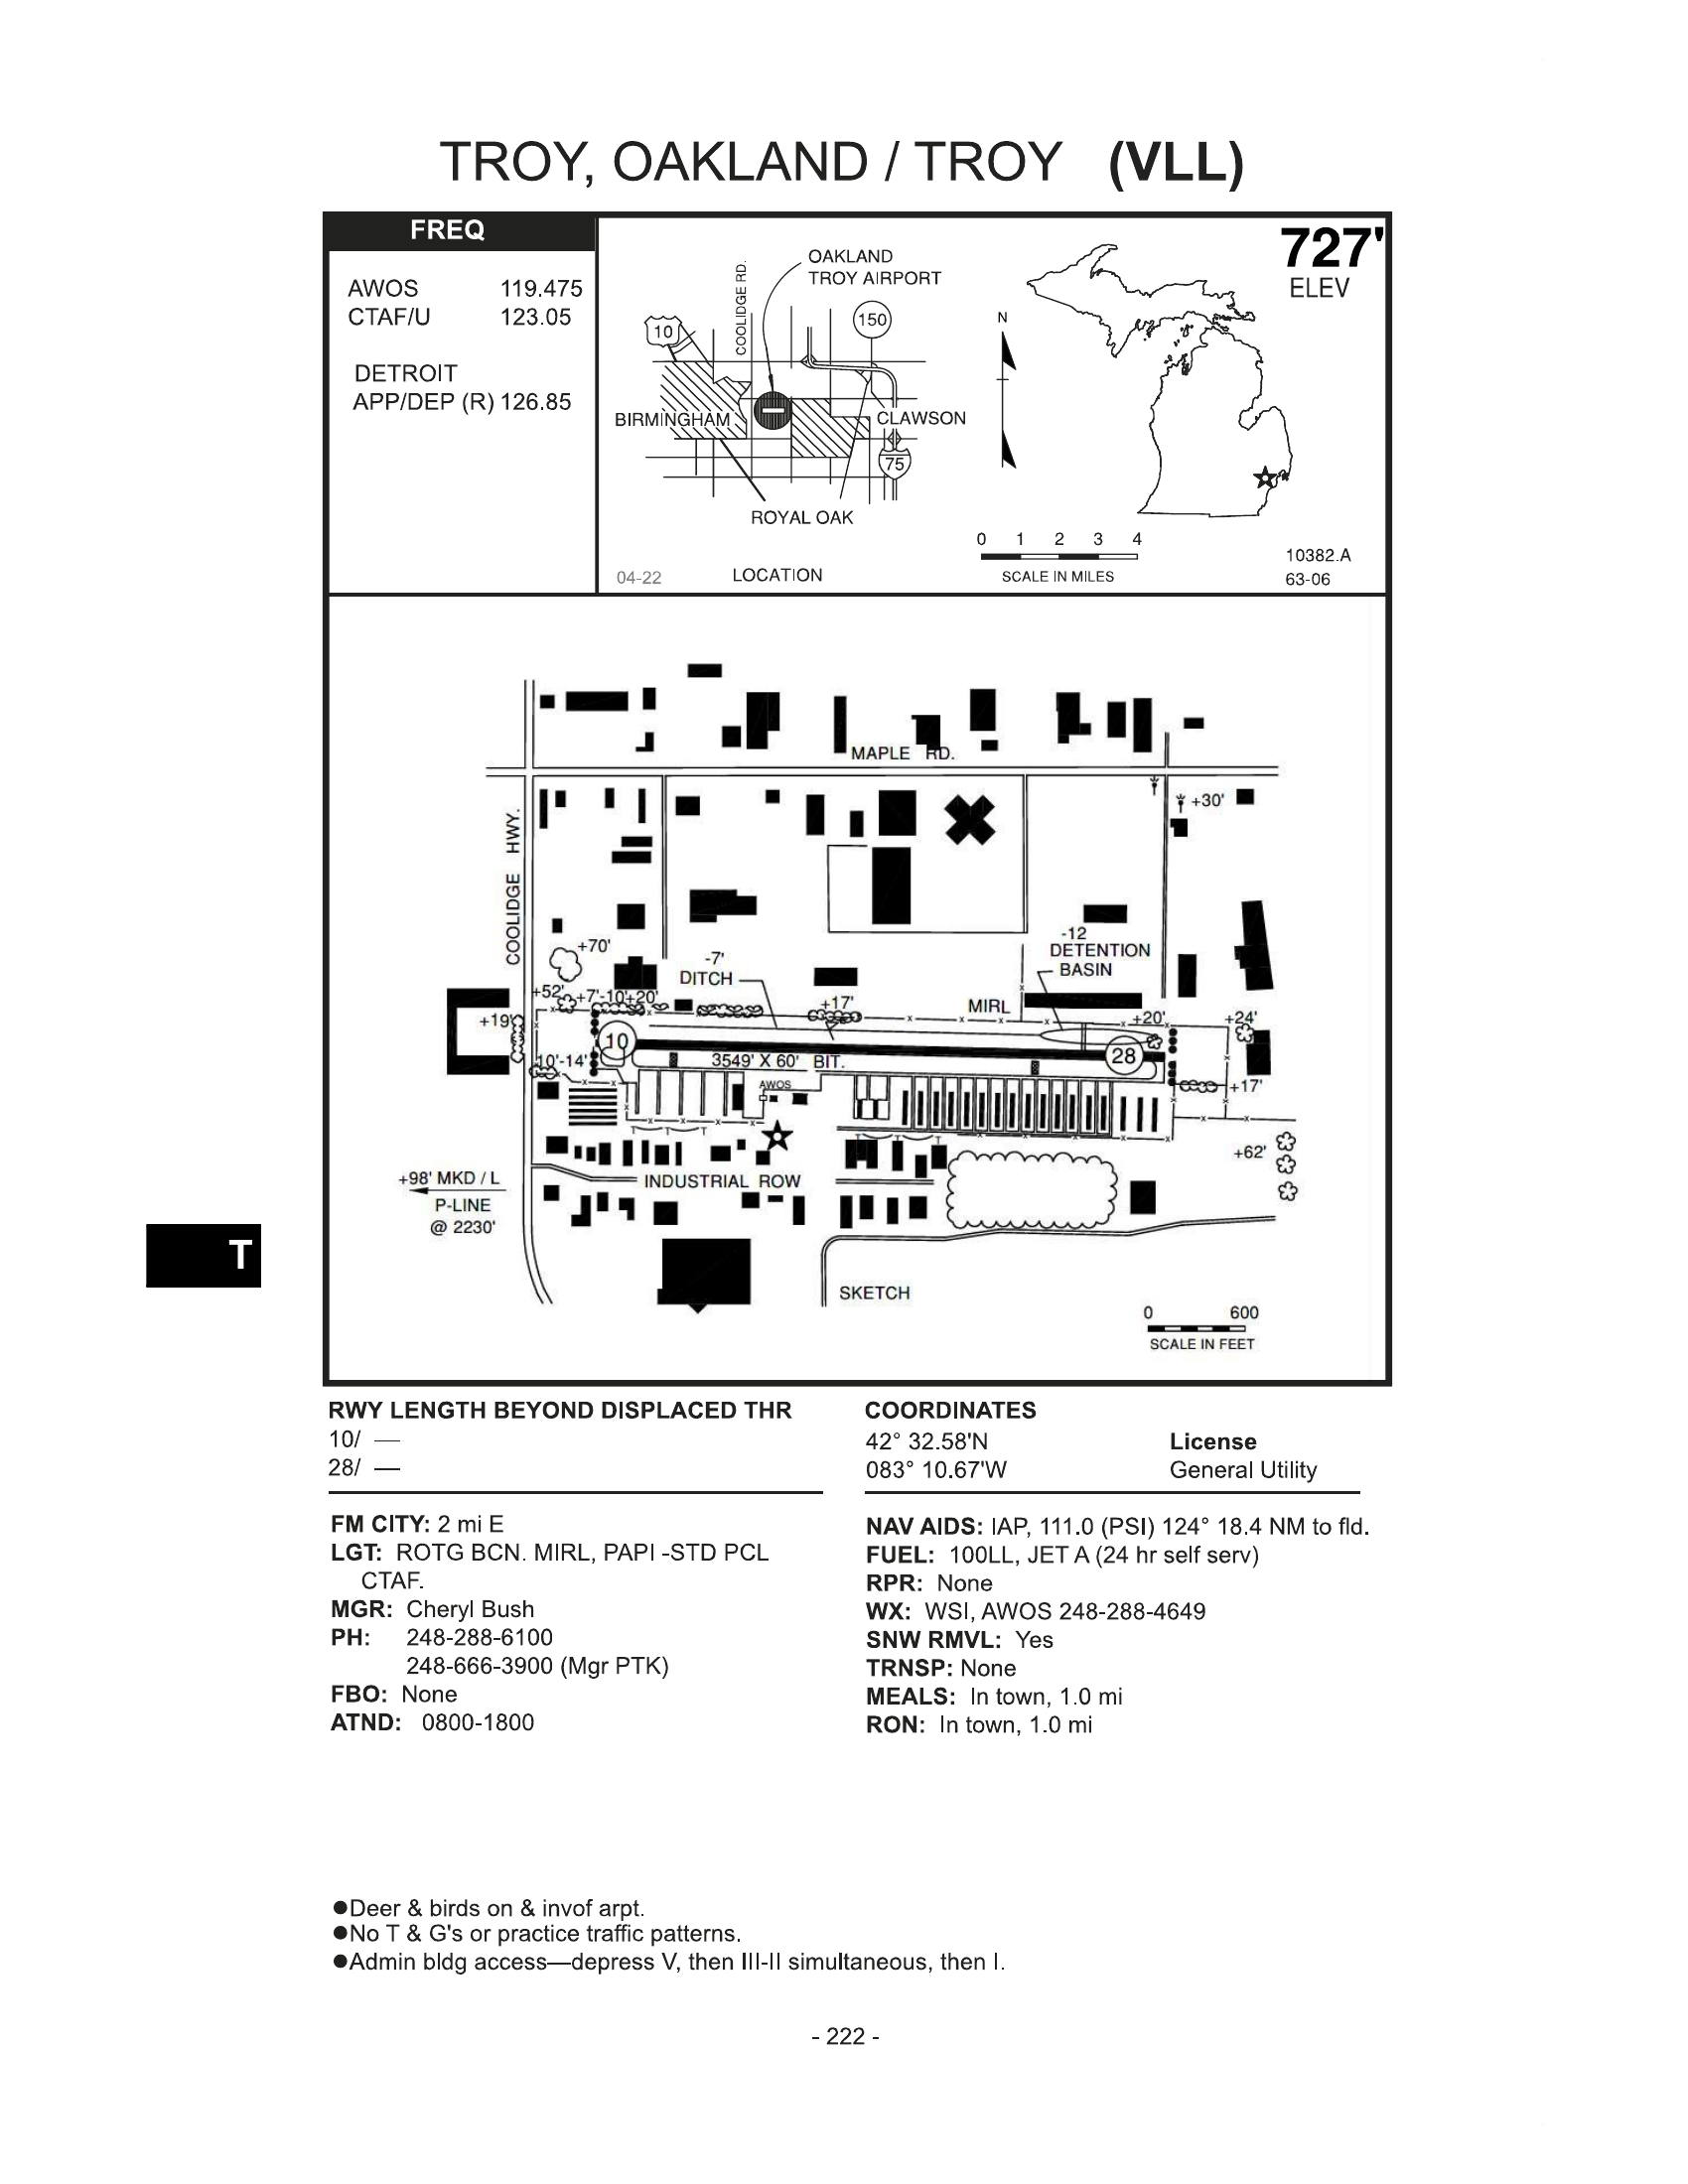 TROY, OAKLAND / TROY (VLL)
FREQ
AWOS 119.475
CTAF/U 123.05
DETROIT
APP/DEP (R) 126.85
727'
ELEV
OAKLAND
TROY AIRPORT
COOLIDGE RD.
10
150
N
BIRMINGHAM
CLAWSON
75
ROYAL OAK
0 1 2 3 4
SCALE IN MILES
04-22
LOCATION
10382.A
63-06
MAPLE RD.
+30'
COOLIDGE HWY.
+70'
-7'
DITCH
-12
DETENTION
BASIN
+52'
+7'-10'
+20'
+17'
MIRL
+20'
+24'
+19'
10
28
10'-14'
3549' X 60' BIT.
AWOS
+17'
T T T
T T T
+62'
+98' MKD / L
P-LINE
@ 2230'
INDUSTRIAL ROW
SKETCH
0 600
SCALE IN FEET
T
RWY LENGTH BEYOND DISPLACED THR
10/ —
28/ —
COORDINATES
42° 32.58'N
083° 10.67'W
License
General Utility
FM CITY: 2 mi E
LGT: ROTG BCN. MIRL, PAPI -STD PCL
CTAF.
MGR: Cheryl Bush
PH: 248-288-6100
248-666-3900 (Mgr PTK)
FBO: None
ATND: 0800-1800
NAV AIDS: IAP, 111.0 (PSI) 124° 18.4 NM to fld.
FUEL: 100LL, JET A (24 hr self serv)
RPR: None
WX: WSI, AWOS 248-288-4649
SNW RMVL: Yes
TRNSP: None
MEALS: In town, 1.0 mi
RON: In town, 1.0 mi
●Deer & birds on & invof arpt.
●No T & G's or practice traffic patterns.
●Admin bldg access—depress V, then III-II simultaneous, then I.
- 222 -